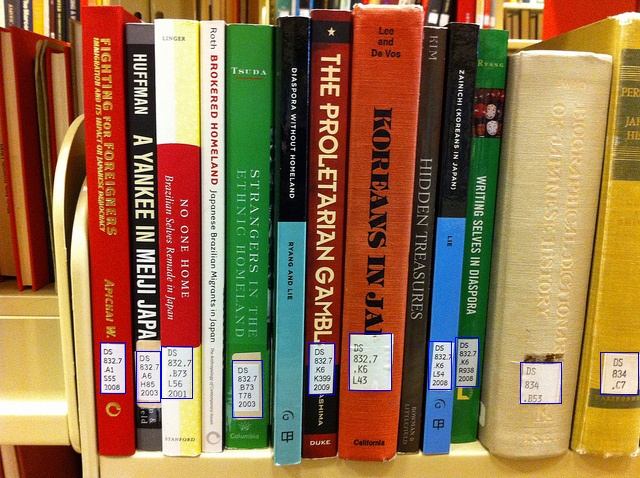 FIGHTING FOR FOREIGNERS
IMMIGRATION AND ITS IMPACT ON JAPANESE DEMOCRACY
APICHAI W.
DS
832.7
.A1
S55
2008
HUFFMAN A YANKEE IN MEIJI JAPA
DS
832.7
A6
H85
2003
LINGER
NO ONE HOME
Brazilian Selves Remade in Japan
DS
832.7
.B73
L56
2001
STANFORD
Roth BROKERED HOMELAND Japanese Brazilian Migrants in Japan
TSUDA
STRANGERS IN THE
ETHNIC HOMELAND
DS
832.7
B73
T78
2003
Columbia
DIASPORA WITHOUT HOMELAND
RYANG AND LIE
THE PROLETARIAN GAMBL
DS
832.7
K6
K399
2009
ASHIMA
DUKE
Lee
and
De Vos
KOREANS IN JA
DS
832.7
.K6
L43
California
KIM
HIDDEN TREASURES
ROWMAN &
LITTLEFIELD
ZAINICHI (KOREANS IN JAPAN)
LIE
DS
832.7
.K6
L54
2008
RYANG
WRITING SELVES IN DIASPORA
DS
832.7
.K6
R938
2008
DS
834
.B53
DS
834
.C7